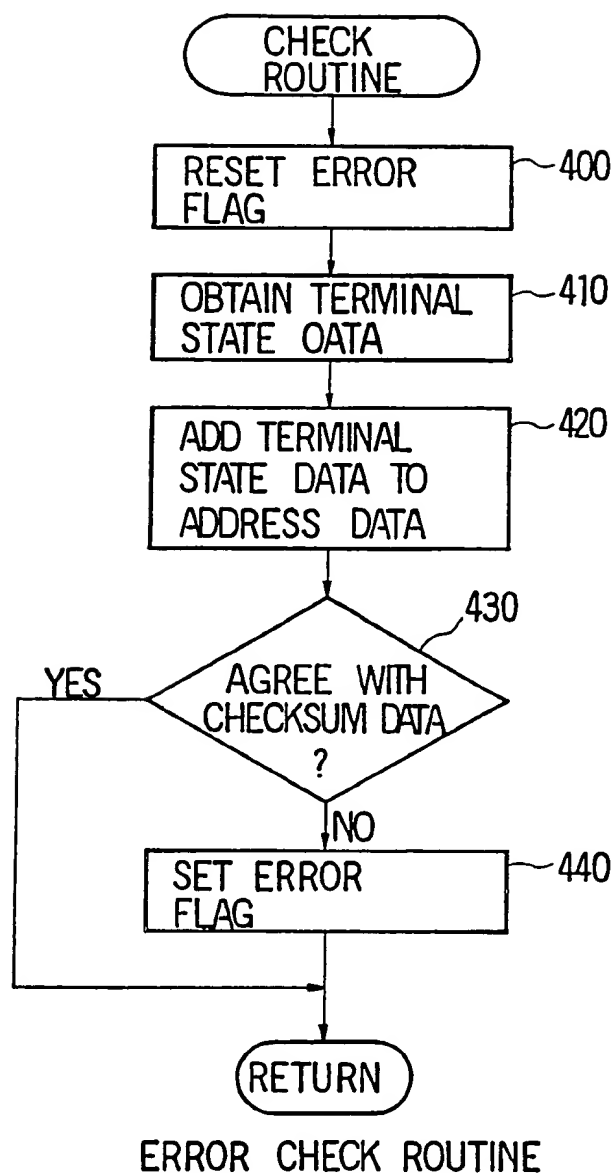 CHECK
ROUTINE
RESET ERROR
FLAG
400
OBTAIN TERMINAL
STATE OATA
410
ADD TERMINAL
STATE DATA TO
ADDRESS DATA
420
430
AGREE WITH
CHECKSUM DATA
?
YES
NO
SET ERROR
FLAG
440
RETURN
ERROR CHECK ROUTINE